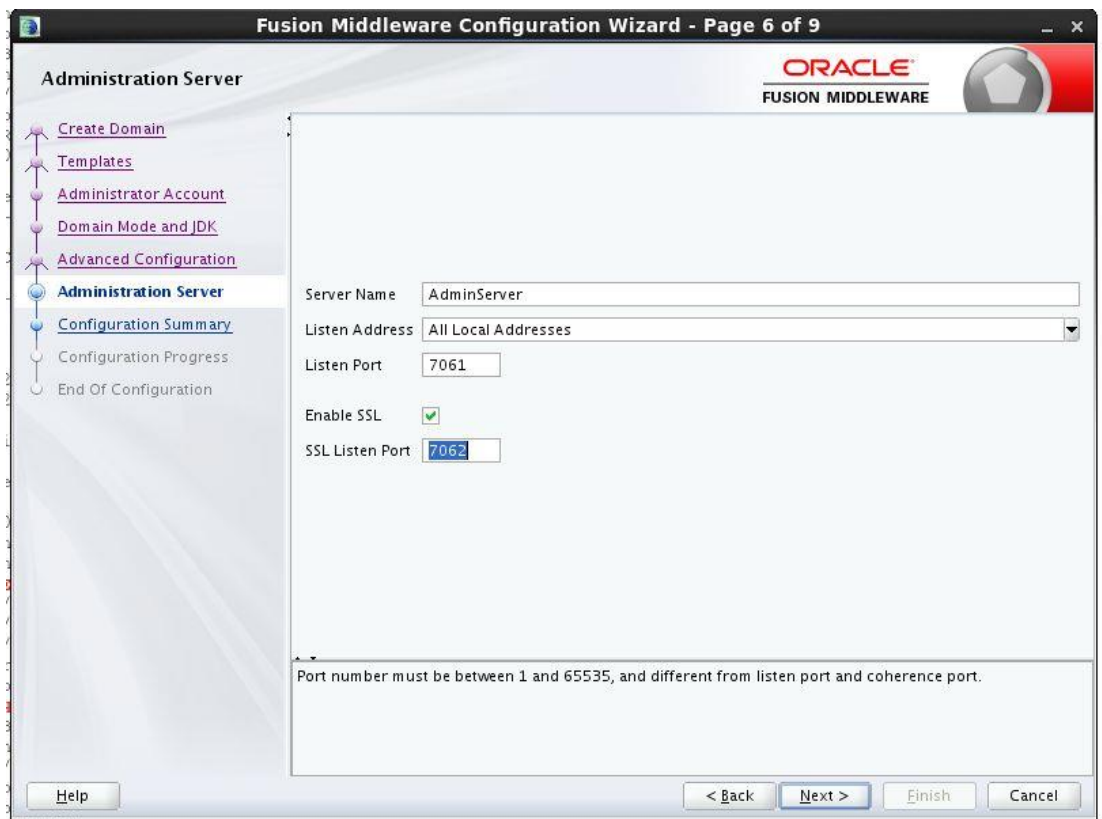 Fusion Middleware Configuration Wizard - Page 6 of 9
Administration Server
ORACLE
FUSION MIDDLEWARE
Create Domain
Templates
Administrator Account
Domain Mode and JDK
Advanced Configuration
Administration Server
Configuration Summary
Configuration Progress
End Of Configuration
Server Name AdminServer
Listen Address All Local Addresses
Listen Port 7061
Enable SSL
SSL Listen Port 7062
Port number must be between 1 and 65535, and different from listen port and coherence port.
Help < Back Next > Finish Cancel